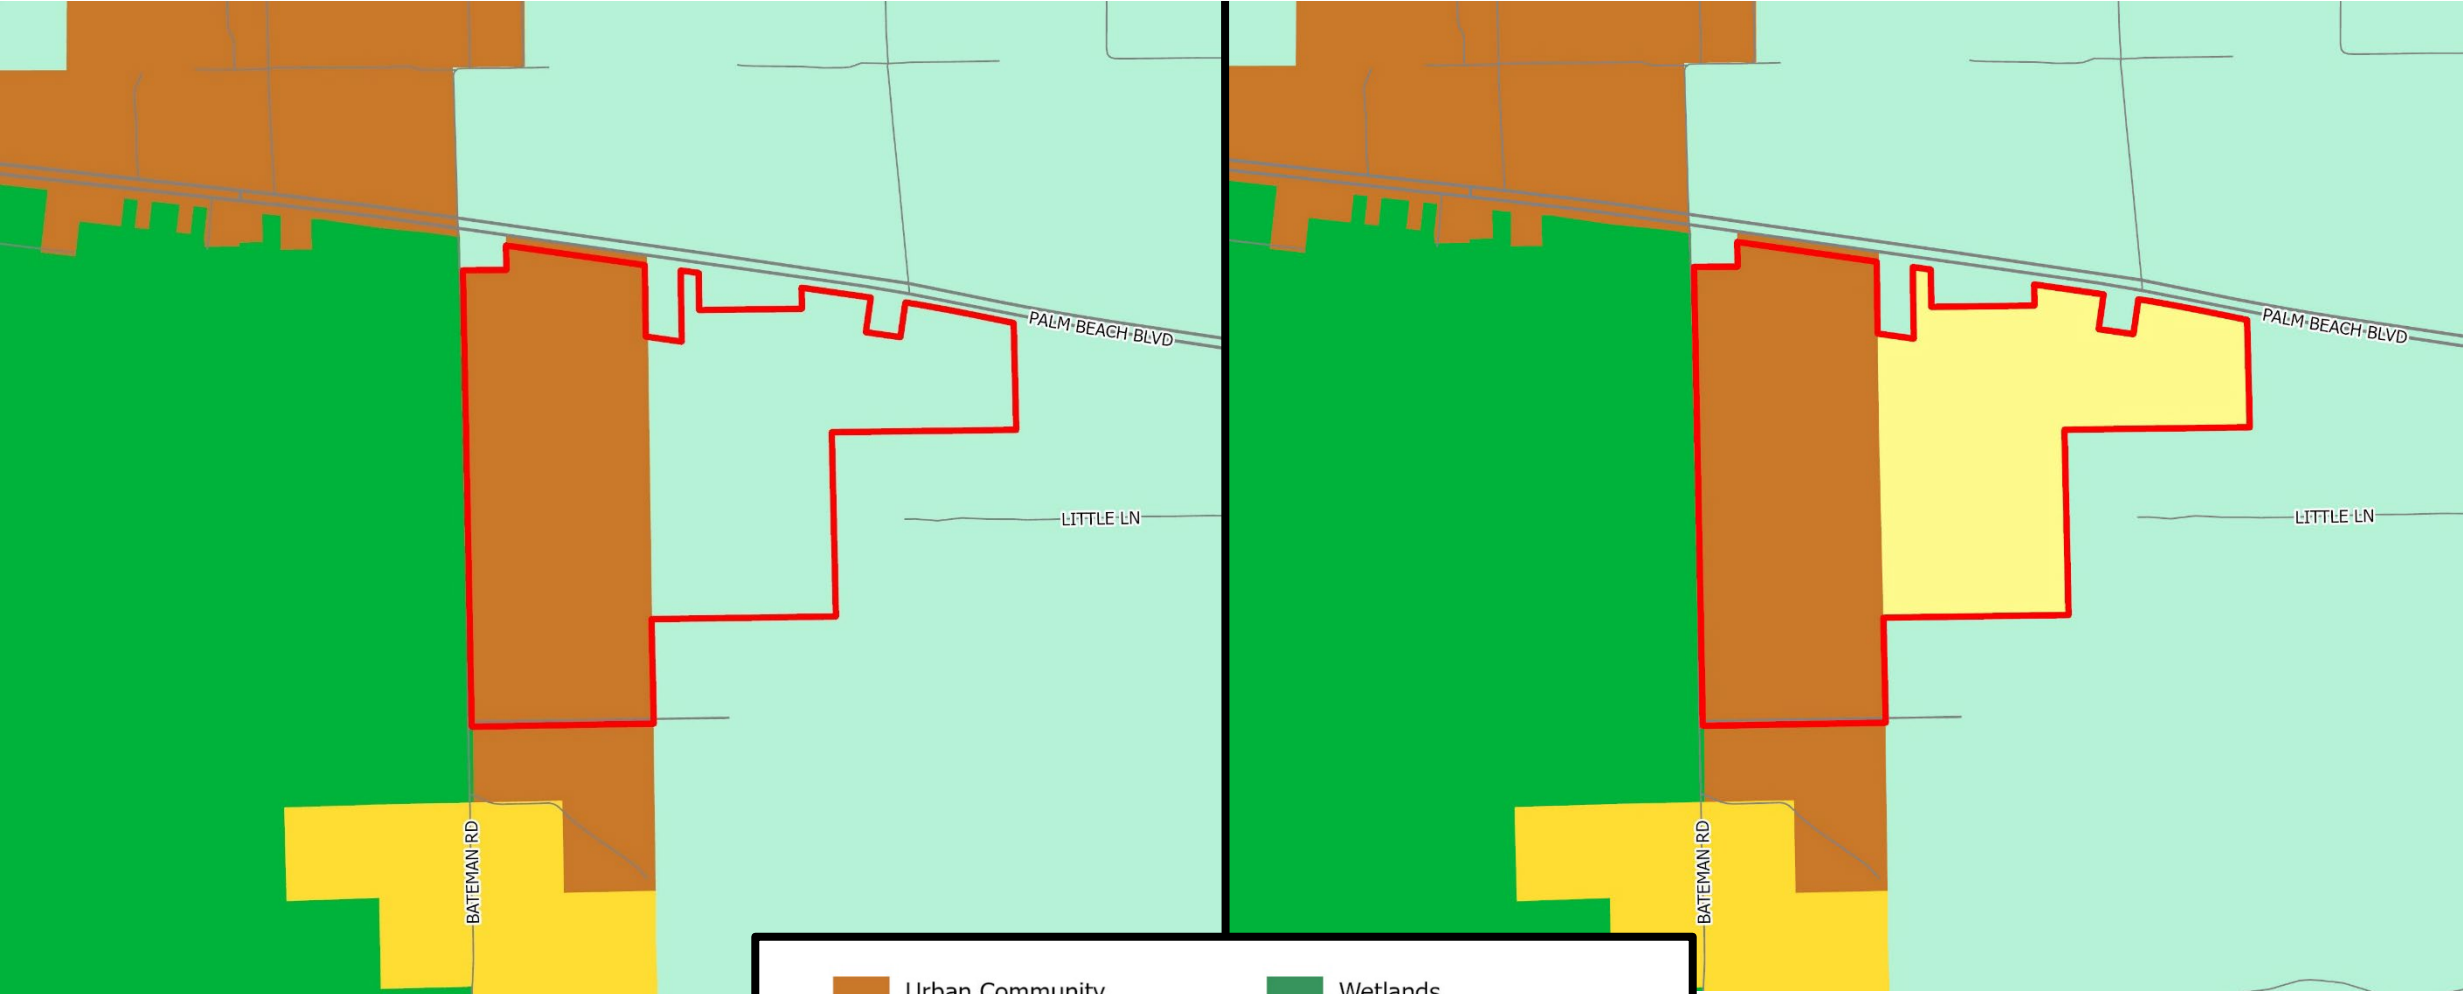 PALM BEACH BLVD
LITTLE LN
BATEMAN RD
PALM BEACH BLVD
LITTLE LN
BATEMAN RD
Urban Community
Wetlands